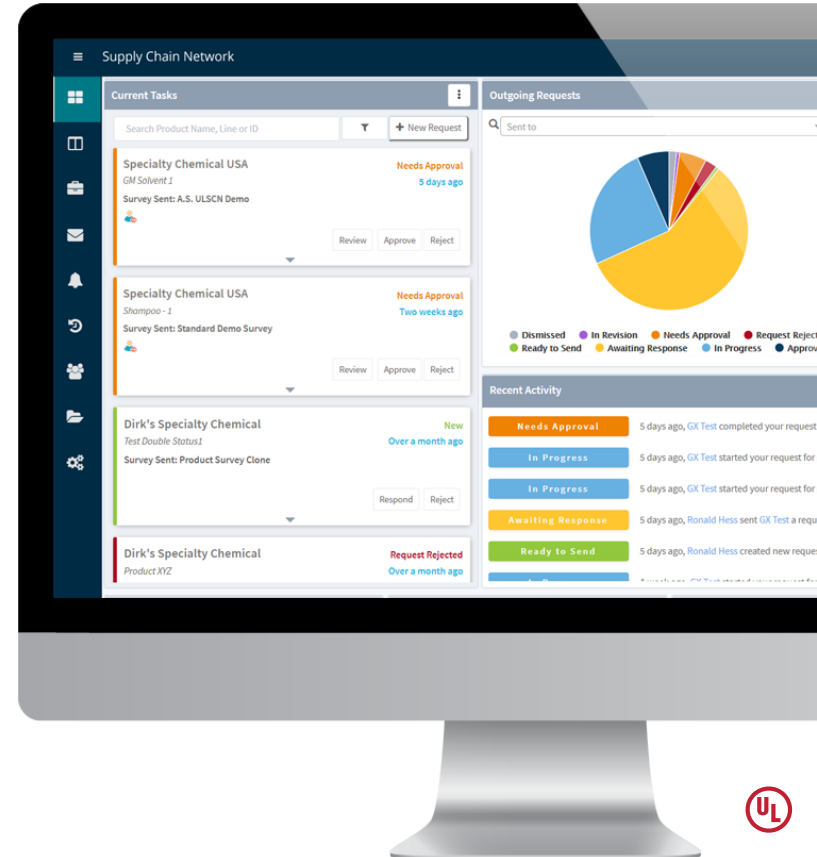 Supply Chain Network
Current Tasks
Search Product Name, Line or ID
+ New Request
Specialty Chemical USA
Needs Approval
GM Solvent 1
5 days ago
Survey Sent: A.S. ULSCN Demo
Review Approve Reject
Specialty Chemical USA
Needs Approval
Shampoo - 1
Two weeks ago
Survey Sent: Standard Demo Survey
Review Approve Reject
Dirk's Specialty Chemical
New
Test Double Status1
Over a month ago
Survey Sent: Product Survey Clone
Respond Reject
Dirk's Specialty Chemical
Request Rejected
Product XYZ
Over a month ago
Outgoing Requests
Sent to
Dismissed In Revision Needs Approval Request Reject
Ready to Send Awaiting Response In Progress Approv
Recent Activity
Needs Approval 5 days ago, GX Test completed your request
In Progress 5 days ago, GX Test started your request for
In Progress 5 days ago, GX Test started your request for
Awaiting Response 5 days ago, Ronald Hess sent GX Test a requ
Ready to Send 5 days ago, Ronald Hess created new reques
UL